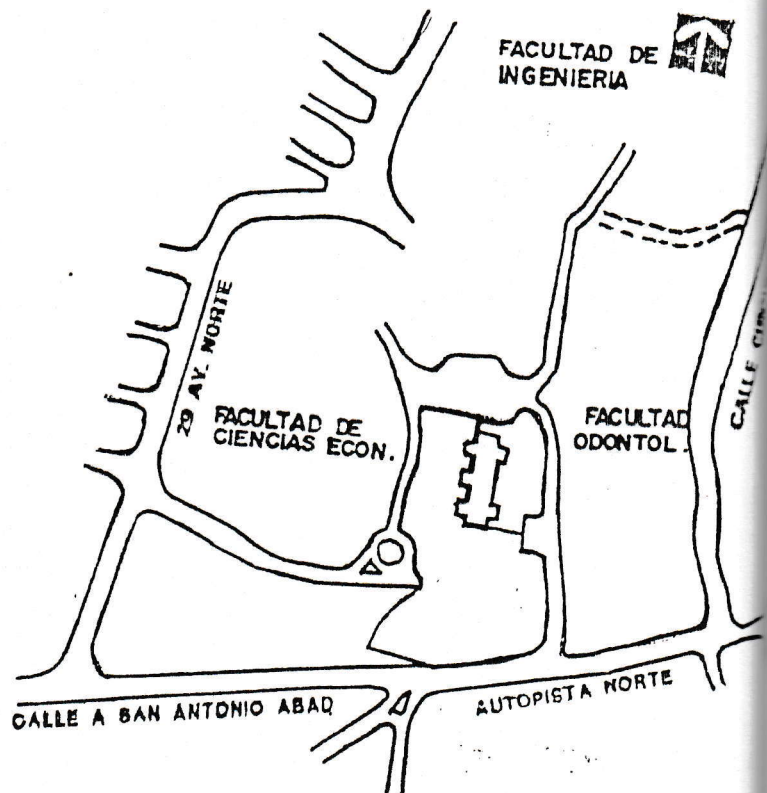 FACULTAD DE
INGENIERIA
29 AV. NORTE
FACULTAD DE
CIENCIAS ECON.
FACULTAD
ODONTOL.
CALLE
CALLE A SAN ANTONIO ABAD
AUTOPISTA NORTE